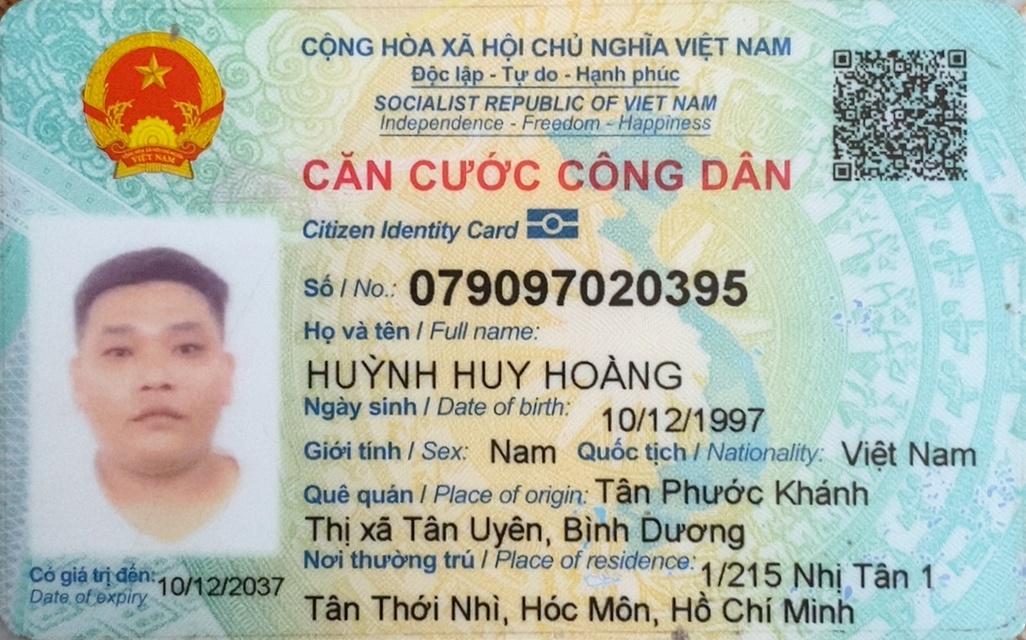 CỘNG HÒA XÃ HỘI CHỦ NGHĨA VIỆT NAM
Độc lập - Tự do - Hạnh phúc
SOCIALIST REPUBLIC OF VIET NAM
Independence - Freedom - Happiness
CĂN CƯỚC CÔNG DÂN
Citizen Identity Card
Số / No.: 079097020395
Họ và tên / Full name:
HUỲNH HUY HOÀNG
Ngày sinh / Date of birth: 10/12/1997
Giới tính / Sex: Nam Quốc tịch / Nationality: Việt Nam
Quê quán / Place of origin: Tân Phước Khánh
Thị xã Tân Uyên, Bình Dương
Nơi thường trú / Place of residence: 1/215 Nhị Tân 1
Tân Thới Nhì, Hóc Môn, Hồ Chí Minh
Có giá trị đến: 10/12/2037
Date of expiry
VIỆT NAM